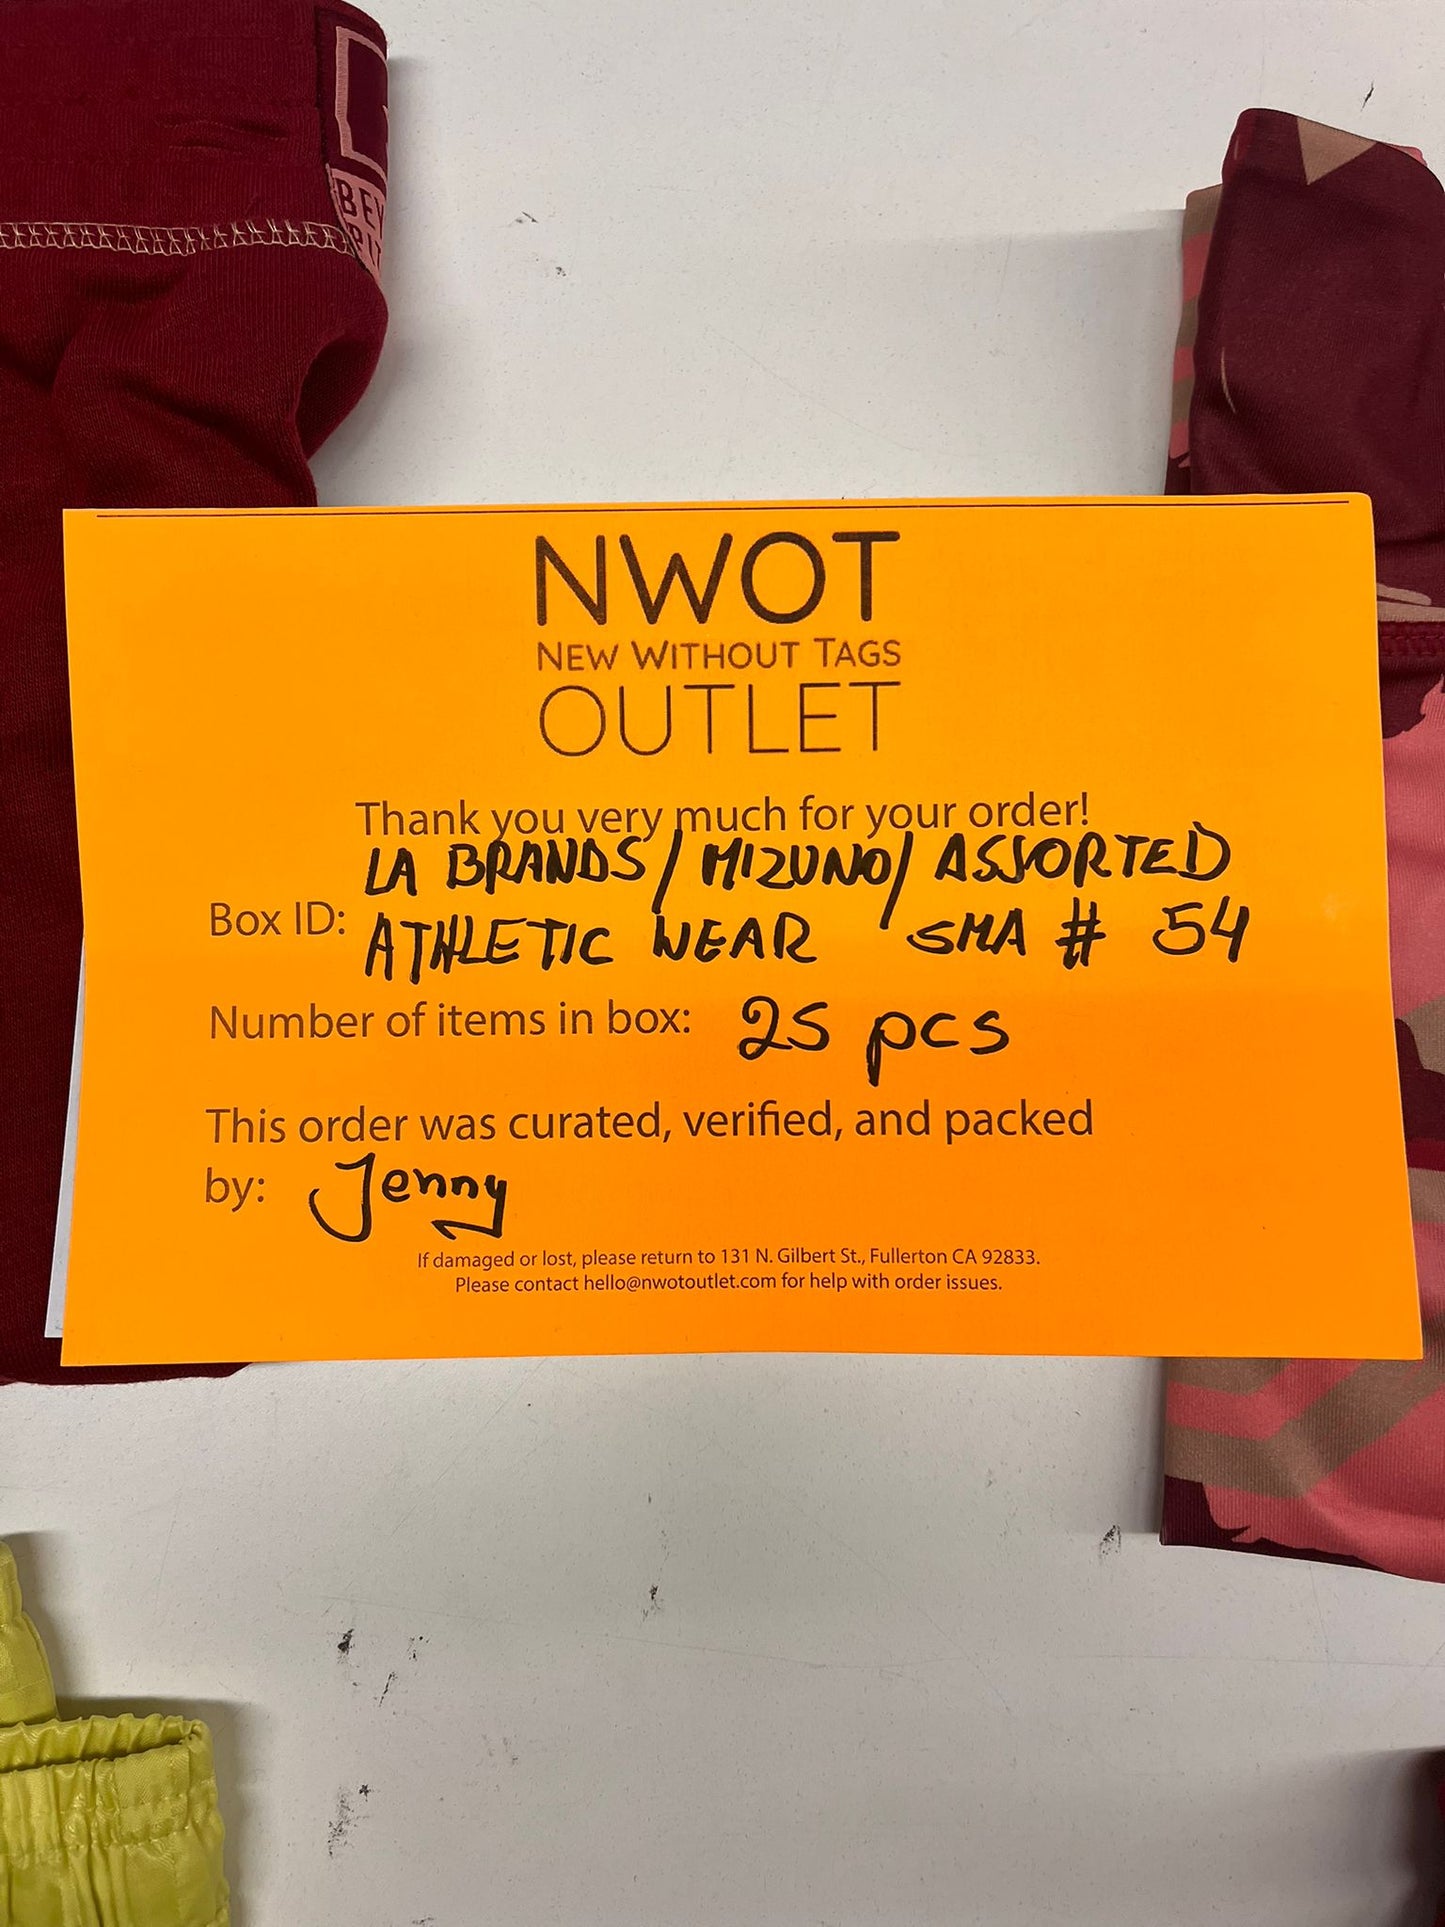 NWOT
NEW WITHOUT TAGS
OUTLET
Thank you very much for your order!
LA BRANDS/MIZUNO/ASSORTED
Box ID: ATHLETIC WEAR SMA # 54
Number of items in box: 25 pcs
This order was curated, verified, and packed
by: Jenny
If damaged or lost, please return to 131 N. Gilbert St., Fullerton CA 92833.
Please contact hello@nwotoutlet.com for help with order issues.